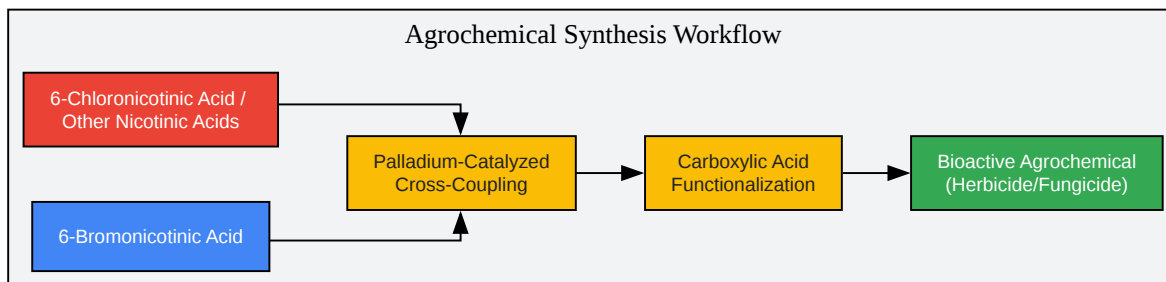 Agrochemical Synthesis Workflow
6-Chloronicotinic Acid /
Other Nicotinic Acids
6-Bromonicotinic Acid
Palladium-Catalyzed
Cross-Coupling
Carboxylic Acid
Functionalization
Bioactive Agrochemical
(Herbicide/Fungicide)